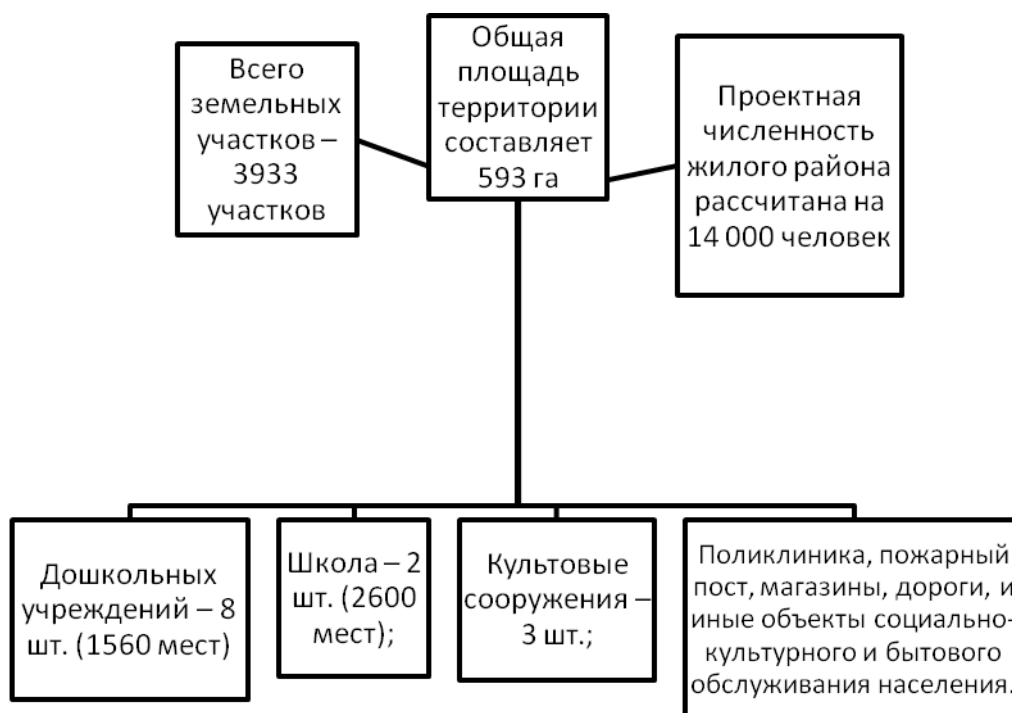 Всего
земельных
участков –
3933
участков
Общая
площадь
территории
составляет
593 га
Проектная
численность
жилого района
рассчитана на
14 000 человек
Дошкольных
учреждений – 8
шт. (1560 мест)
Школа – 2
шт. (2600
мест);
Культовые
сооружения –
3 шт.;
Поликлиника, пожарный
пост, магазины, дороги, и
иные объекты социально-
культурного и бытового
обслуживания населения.